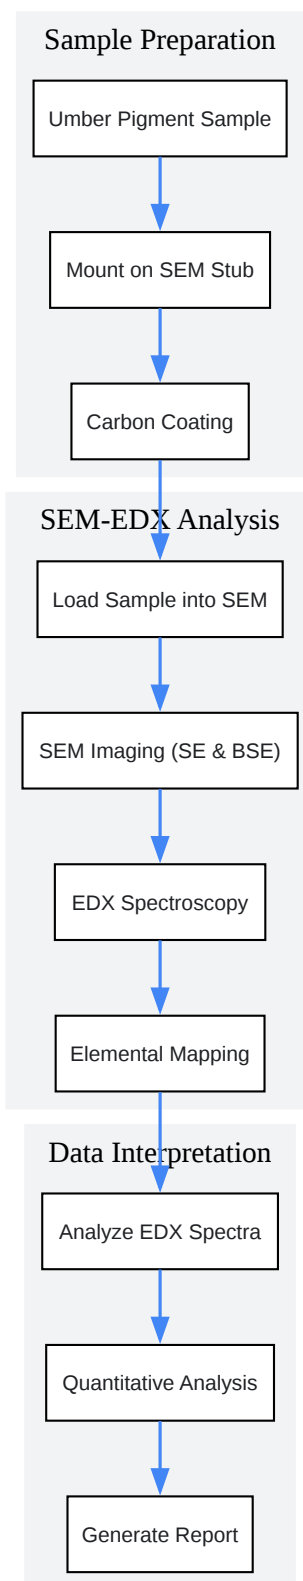 Sample Preparation
Umber Pigment Sample
Mount on SEM Stub
Carbon Coating
SEM-EDX Analysis
Load Sample into SEM
SEM Imaging (SE & BSE)
EDX Spectroscopy
Elemental Mapping
Data Interpretation
Analyze EDX Spectra
Quantitative Analysis
Generate Report